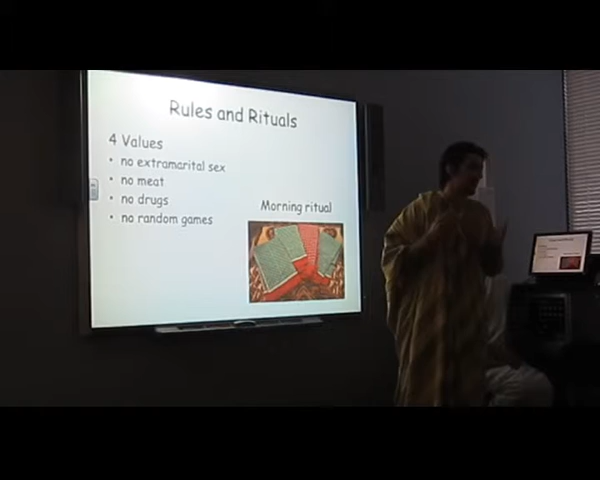 Rules and Rituals
4 Values
• no extramarital sex
• no meat
• no drugs
• no random games
Morning ritual